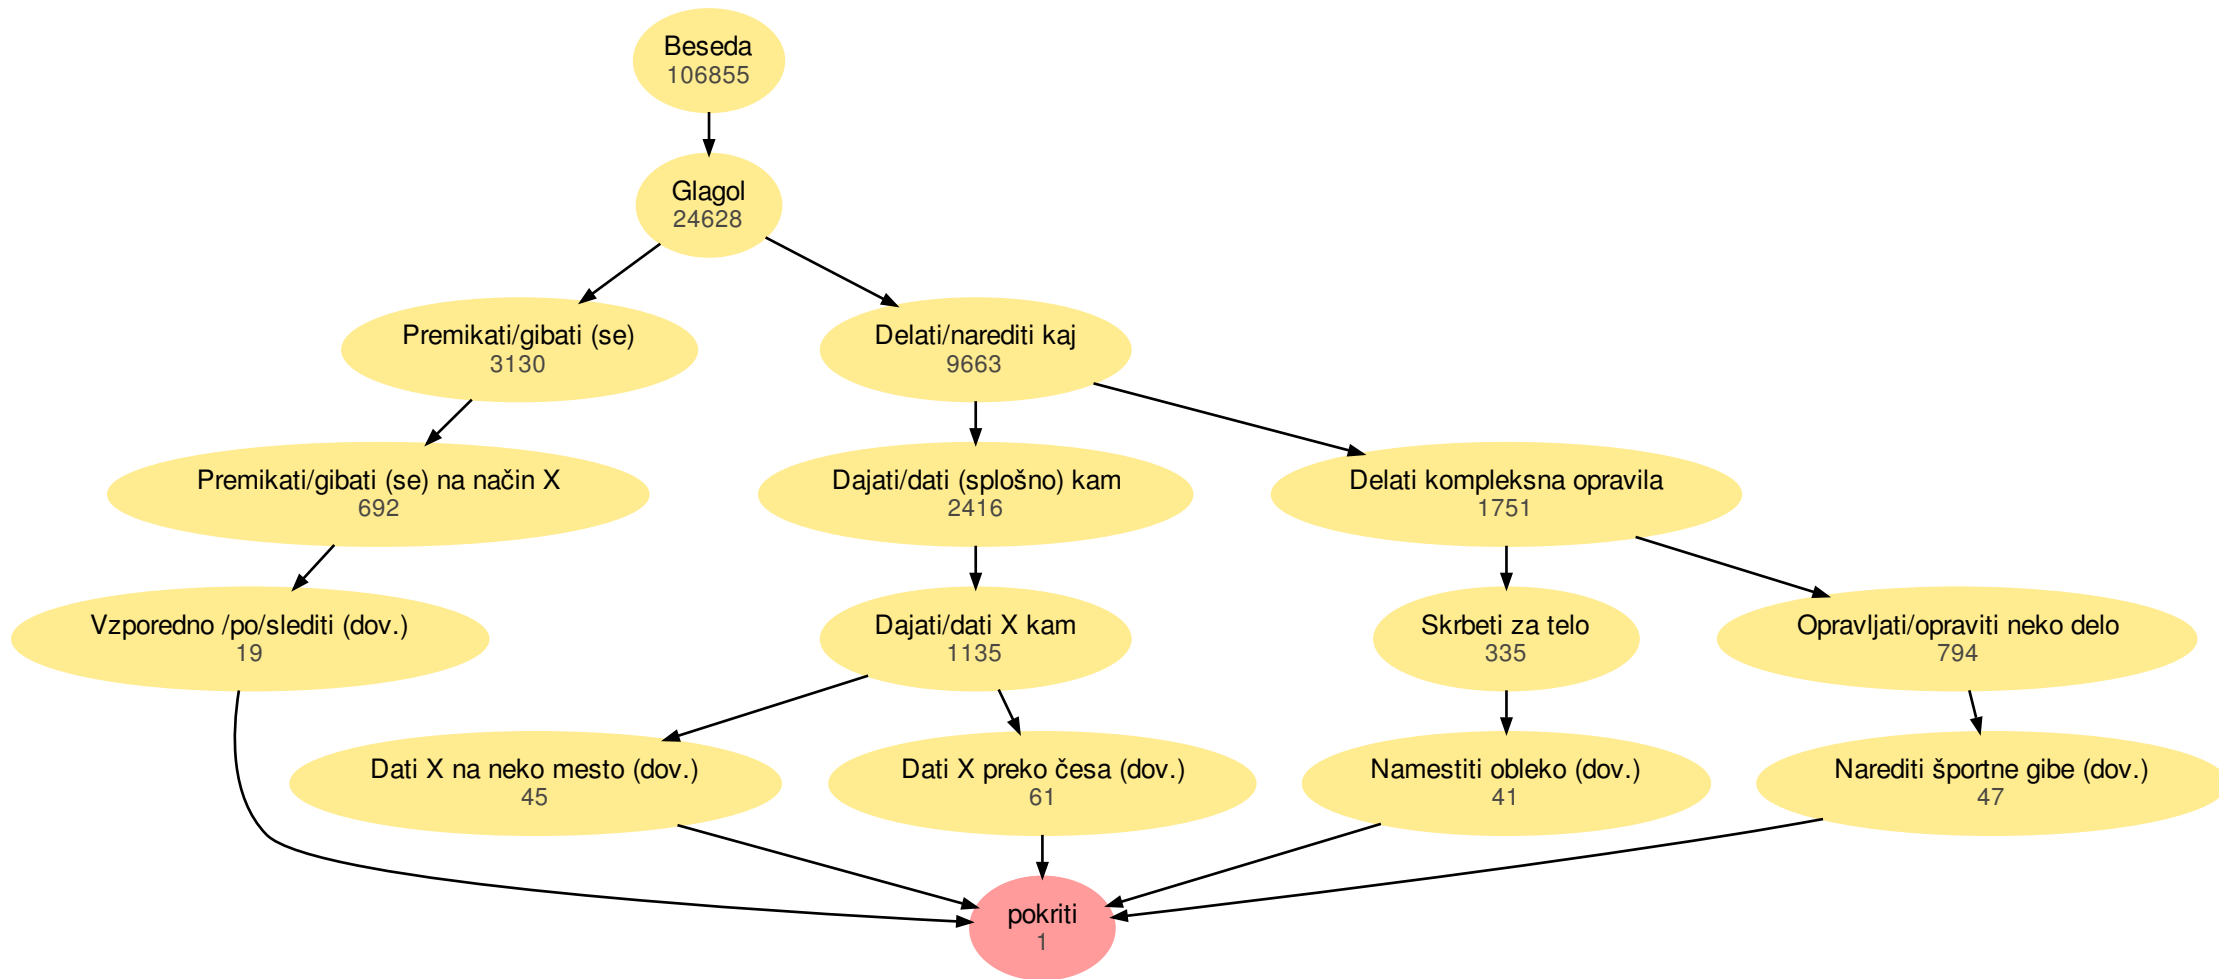 Beseda
106855
Glagol
24628
Premikati/gibati (se)
3130
Delati/narediti kaj
9663
Premikati/gibati (se) na način X
692
Dajati/dati (splošno) kam
2416
Delati kompleksna opravila
1751
Vzporedno /po/slediti (dov.)
19
Dajati/dati X kam
1135
Skrbeti za telo
335
Opravljati/opraviti neko delo
794
Dati X na neko mesto (dov.)
45
Dati X preko česa (dov.)
61
Namestiti obleko (dov.)
41
Narediti športne gibe (dov.)
47
pokriti
1